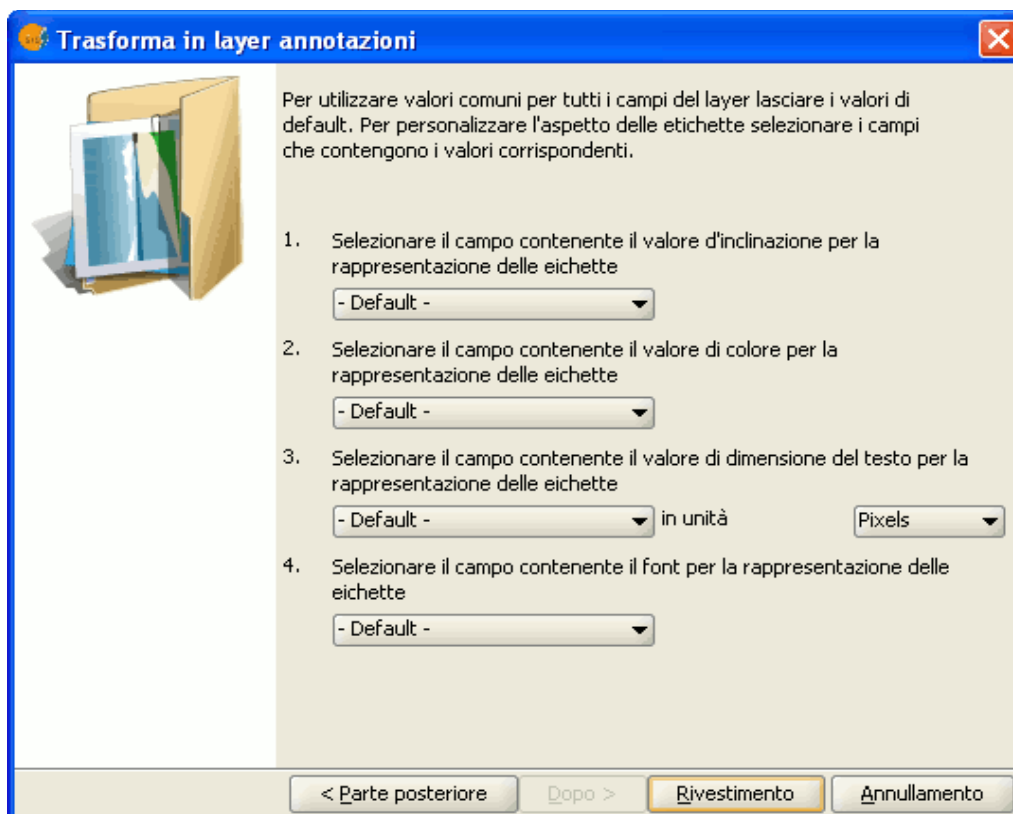 Trasforma in layer annotazioni
Per utilizzare valori comuni per tutti i campi del layer lasciare i valori di
default. Per personalizzare l'aspetto delle etichette selezionare i campi
che contengono i valori corrispondenti.
1. Selezionare il campo contenente il valore d'inclinazione per la
rappresentazione delle eichette
- Default -
2. Selezionare il campo contenente il valore di colore per la
rappresentazione delle eichette
- Default -
3. Selezionare il campo contenente il valore di dimensione del testo per la
rappresentazione delle eichette
- Default - in unità Pixels
4. Selezionare il campo contenente il font per la rappresentazione delle
eichette
- Default -
< Parte posteriore Dopo > Rivestimento Annullamento